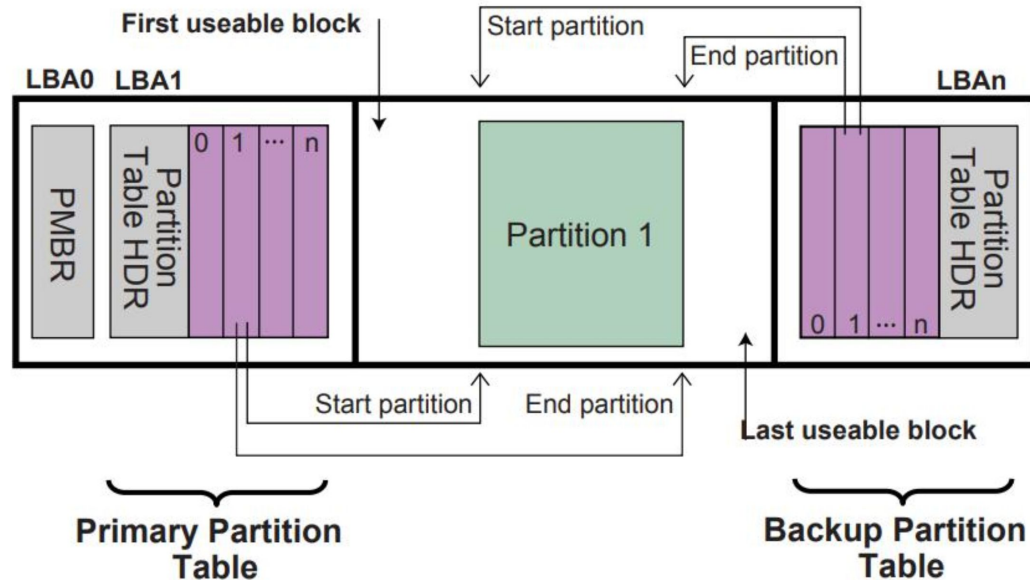 First useable block
Start partition
End partition
LBA0
LBA1
LBAn
PMBR
Partition
Table HDR
0 1 ... n
Partition 1
0 1 ... n
Partition
Table HDR
Start partition
End partition
Last useable block
Primary Partition
Table
Backup Partition
Table